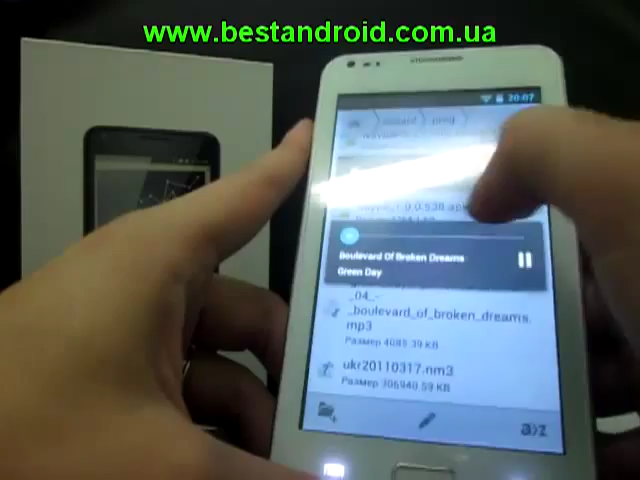 www.bestandroid.com.ua
20:07
Boulevard Of Broken Dreams
Green Day
_04_-
_boulevard_of_broken_dreams.
mp3
Размер 4085.39 KB
ukr20110317.nm3
Размер 306940.59 KB
a›z